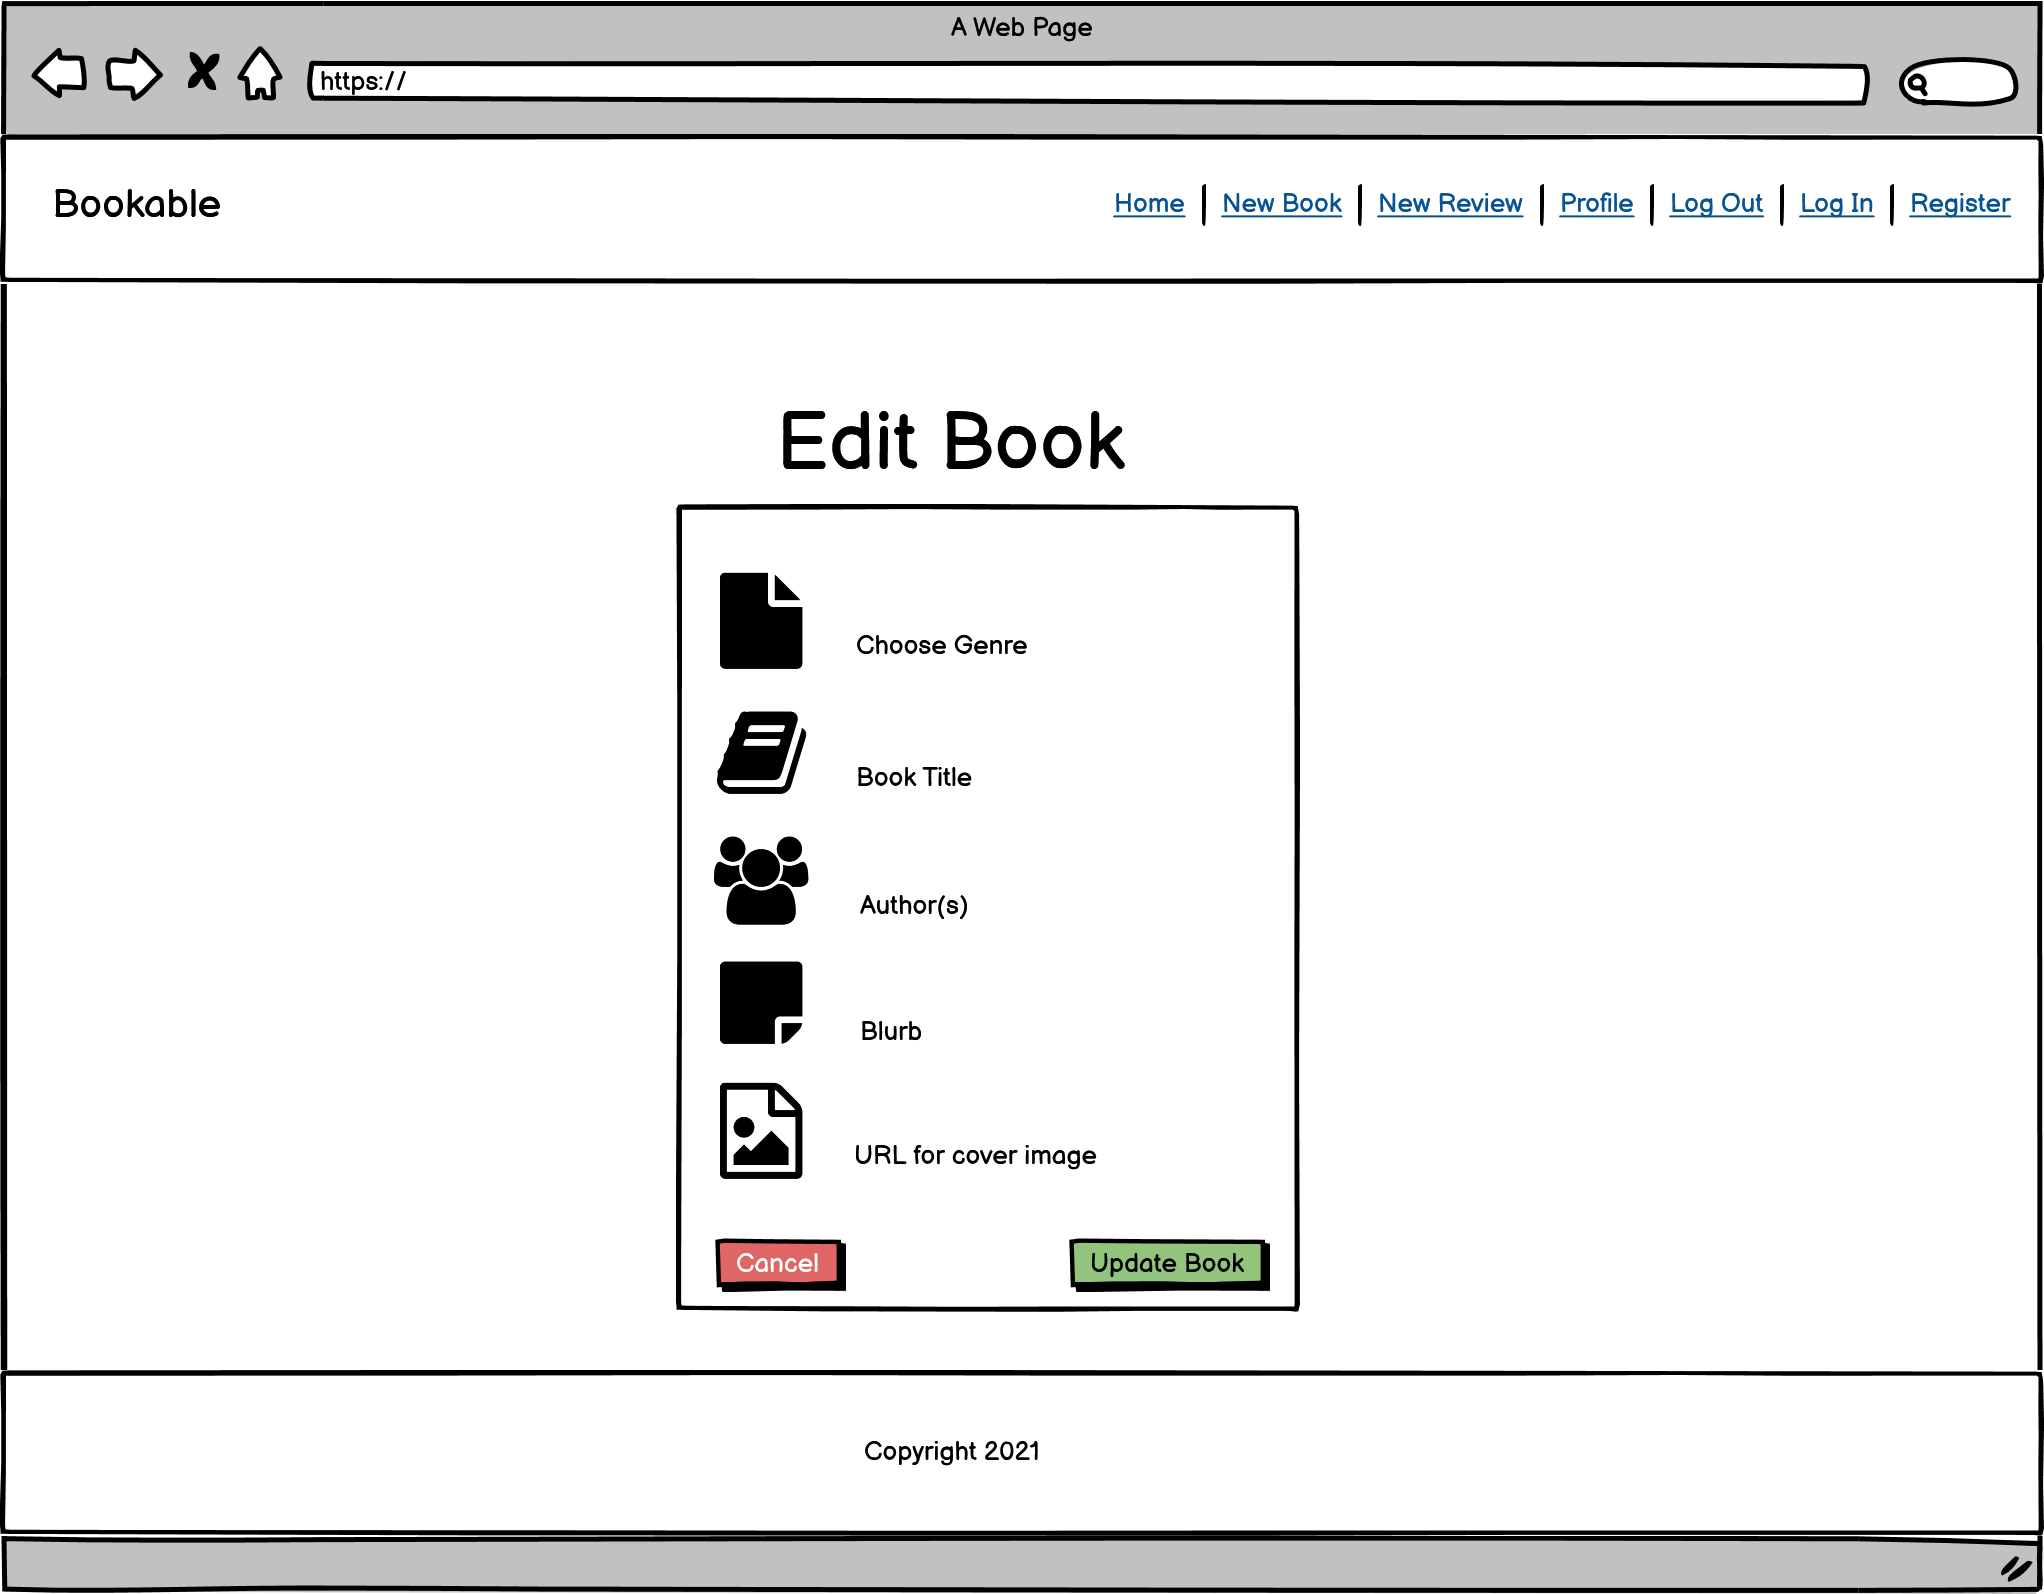 A Web Page
https://
Bookable
Home New Book New Review Profile Log Out Log In Register
Edit Book
Choose Genre
Book Title
Author(s)
Blurb
URL for cover image
Cancel Update Book
Copyright 2021